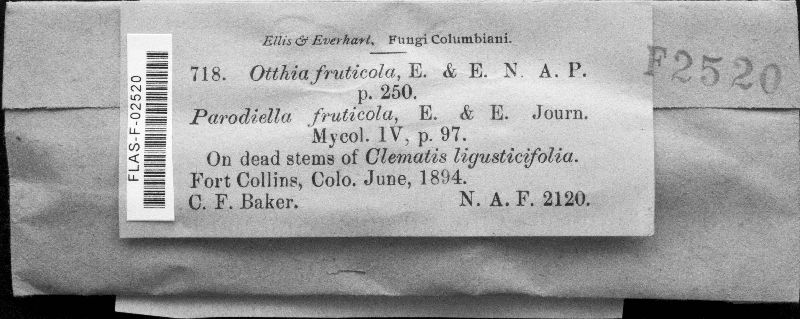 Ellis & Everhart, Fungi Columbiani.
718. Otthia fruticola, E. & E. N. A. P.
p. 250.
Parodiella fruticola, E. & E. Journ.
Mycol. IV, p. 97.
On dead stems of Clematis ligusticifolia.
Fort Collins, Colo. June, 1894.
C. F. Baker. N. A. F. 2120.
FLAS-F-02520
F2520